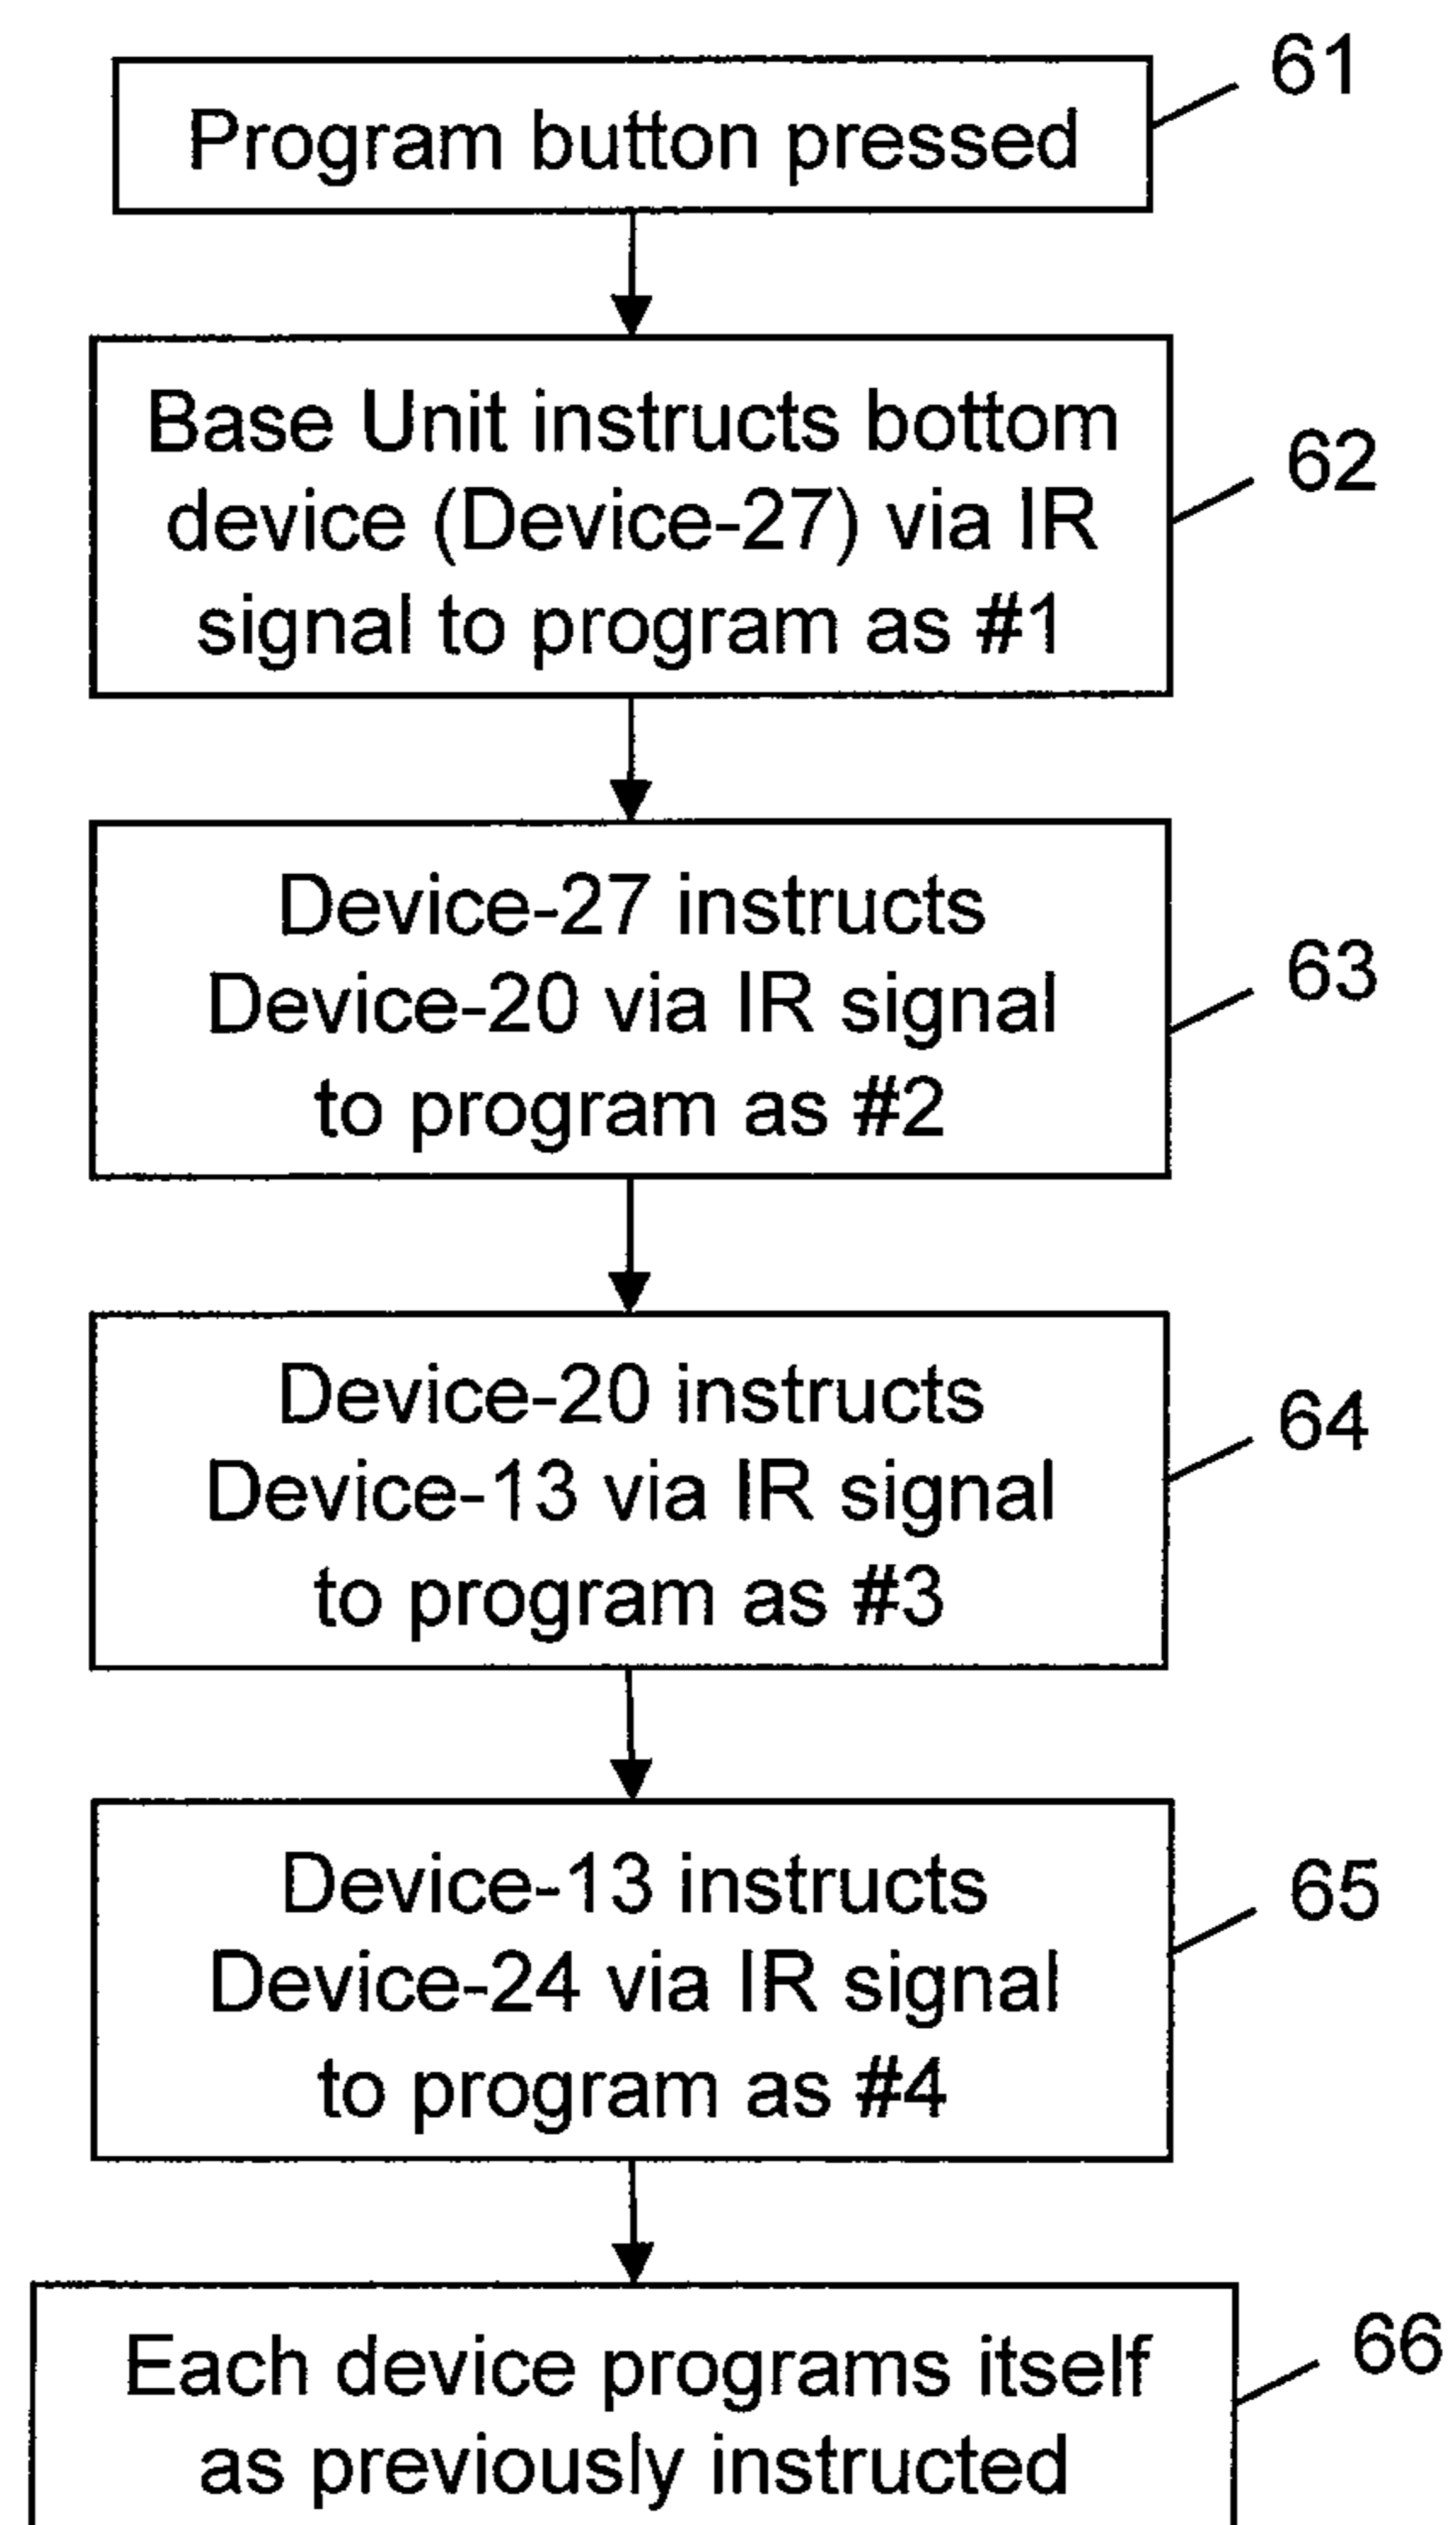 Program button pressed
61
Base Unit instructs bottom
device (Device-27) via IR
signal to program as #1
62
Device-27 instructs
Device-20 via IR signal
to program as #2
63
Device-20 instructs
Device-13 via IR signal
to program as #3
64
Device-13 instructs
Device-24 via IR signal
to program as #4
65
Each device programs itself
as previously instructed
66